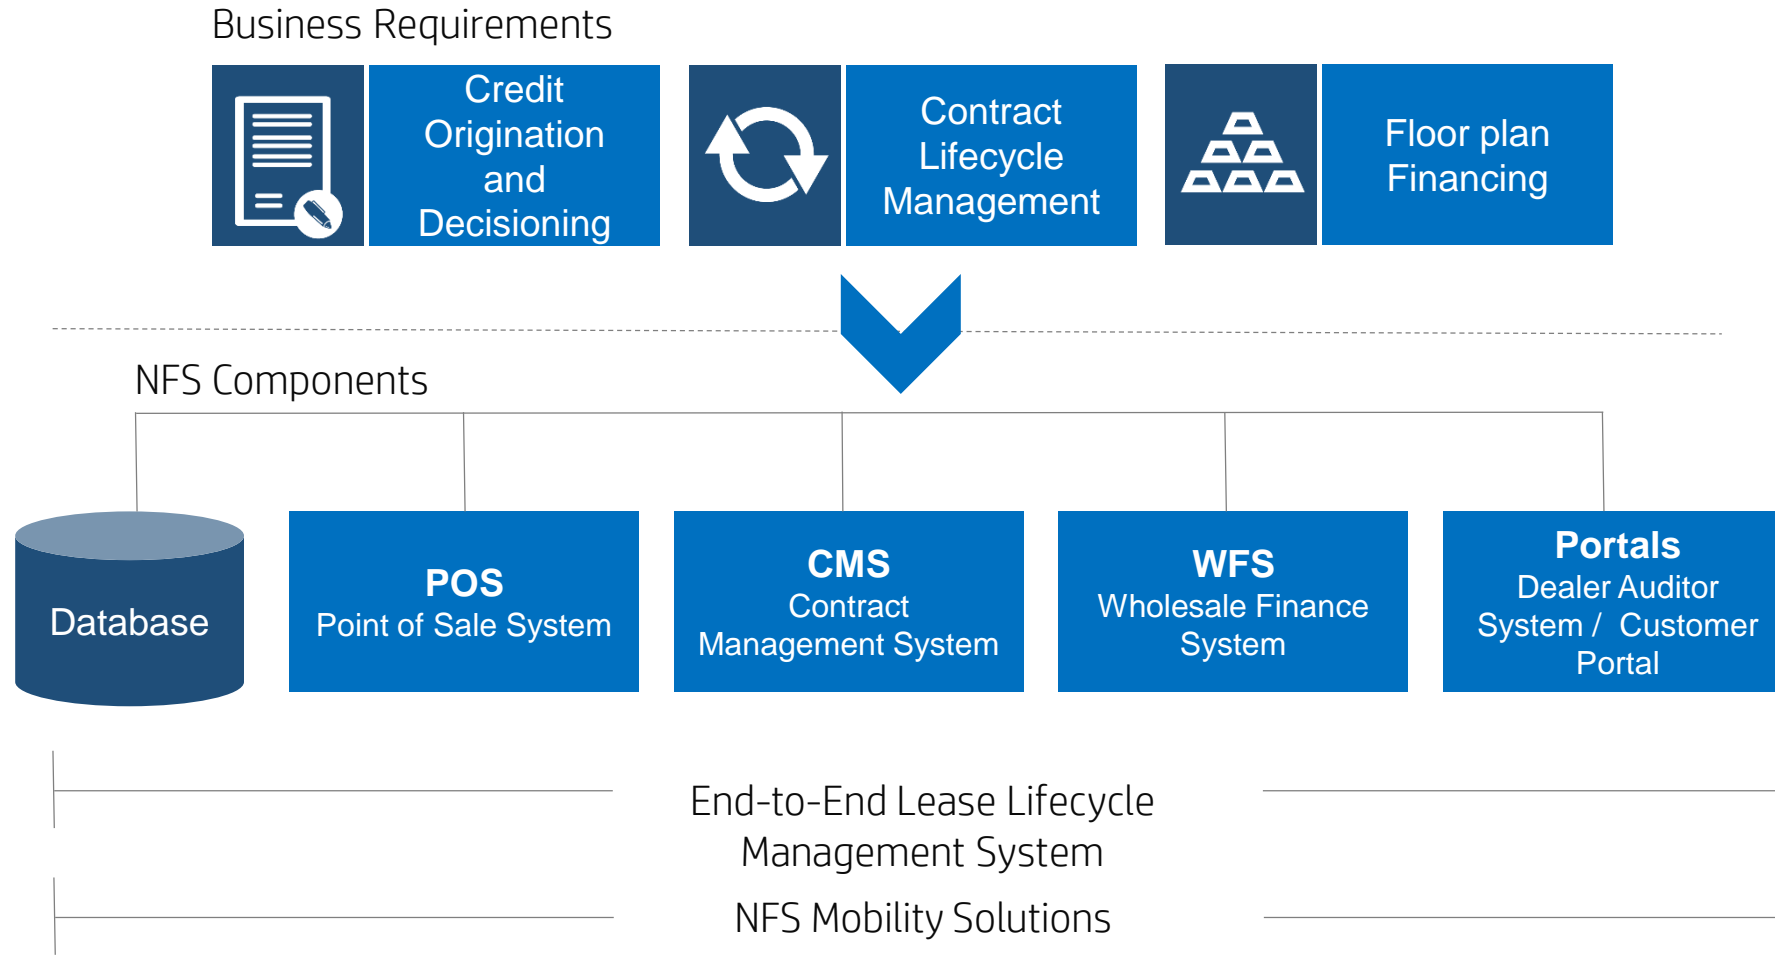 Business Requirements
Credit
Origination
and
Decisioning
Contract
Lifecycle
Management
Floor plan
Financing
NFS Components
Database
POS
Point of Sale System
CMS
Contract
Management System
WFS
Wholesale Finance
System
Portals
Dealer Auditor
System / Customer
Portal
End-to-End Lease Lifecycle
Management System
NFS Mobility Solutions